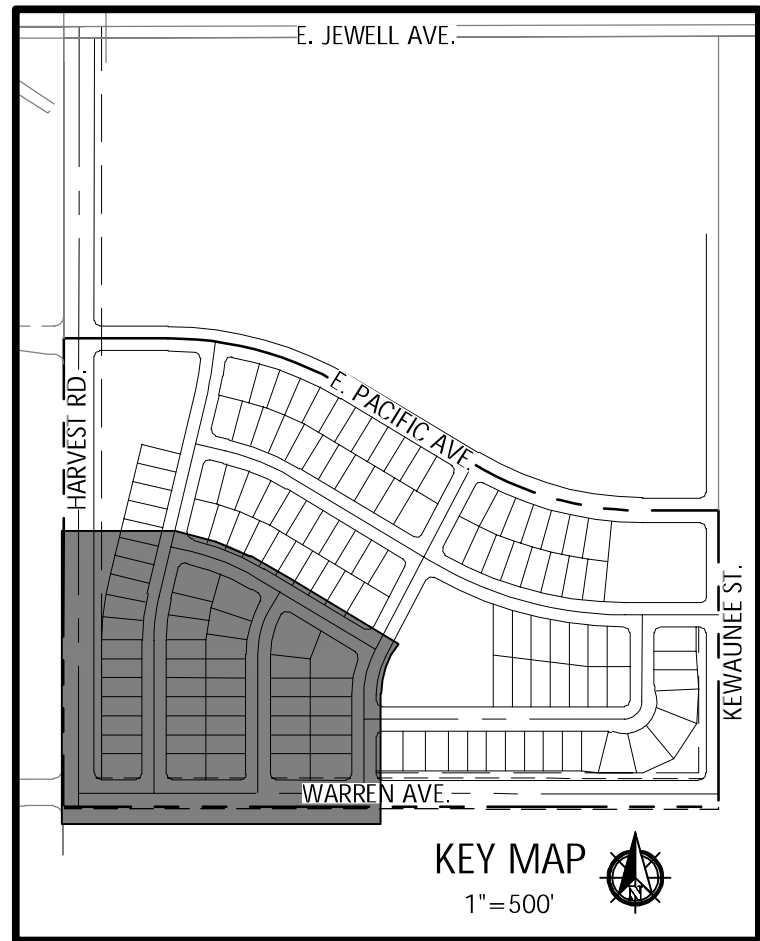 E. JEWELL AVE.
HARVEST RD.
E. PACIFIC AVE.
KEWAUNEE ST.
WARREN AVE.
KEY MAP
N
1"=500'